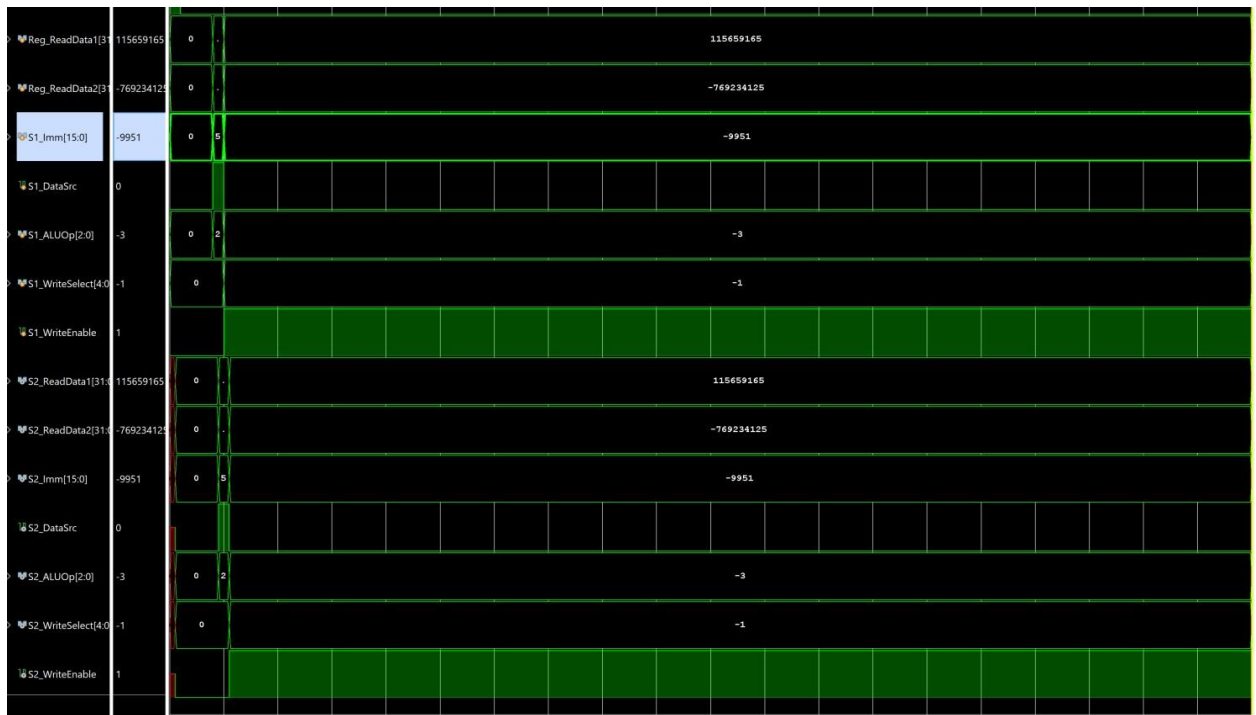 Reg_ReadData1[31 115659165 0 . 115659165
Reg_ReadData2[31 -769234125 0 . -769234125
S1_Imm[15:0] -9951 0 5 -9951
S1_DataSrc 0
S1_ALUOp[2:0] -3 0 2 -3
S1_WriteSelect[4:0 -1 0 -1
S1_WriteEnable 1
S2_ReadData1[31:0 115659165 0 . 115659165
S2_ReadData2[31:0 -769234125 0 . -769234125
S2_Imm[15:0] -9951 0 5 -9951
S2_DataSrc 0
S2_ALUOp[2:0] -3 0 2 -3
S2_WriteSelect[4:0 -1 0 -1
S2_WriteEnable 1